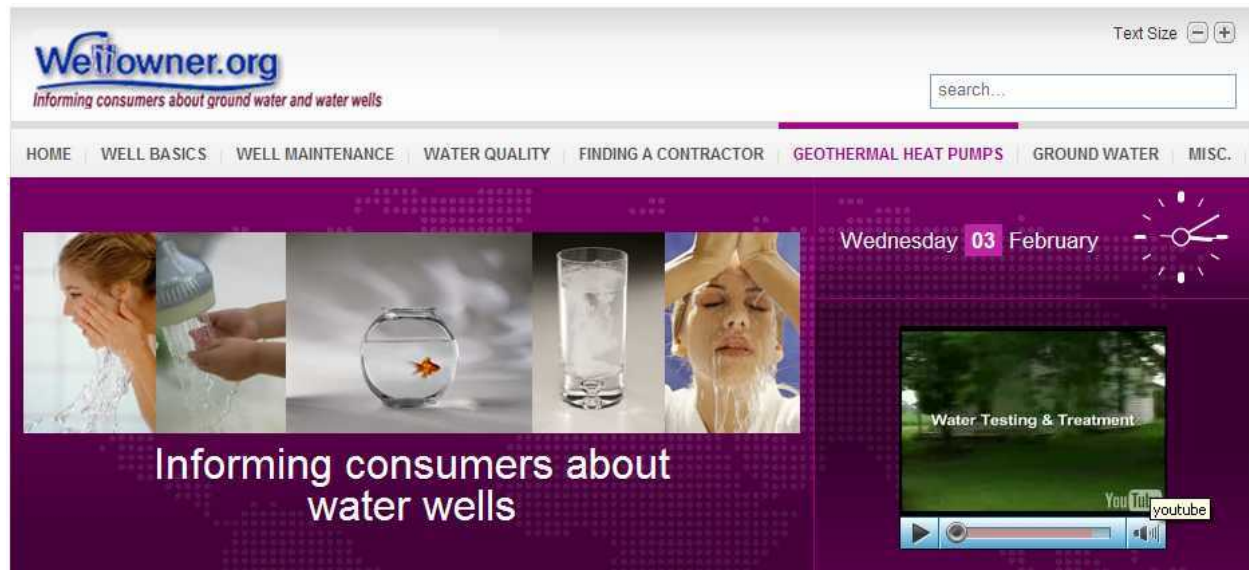 Text Size − +
Wellowner.org
Informing consumers about ground water and water wells
search...
HOME WELL BASICS WELL MAINTENANCE WATER QUALITY FINDING A CONTRACTOR GEOTHERMAL HEAT PUMPS GROUND WATER MISC.
Wednesday 03 February
Informing consumers about
water wells
Water Testing & Treatment
YouTube
youtube